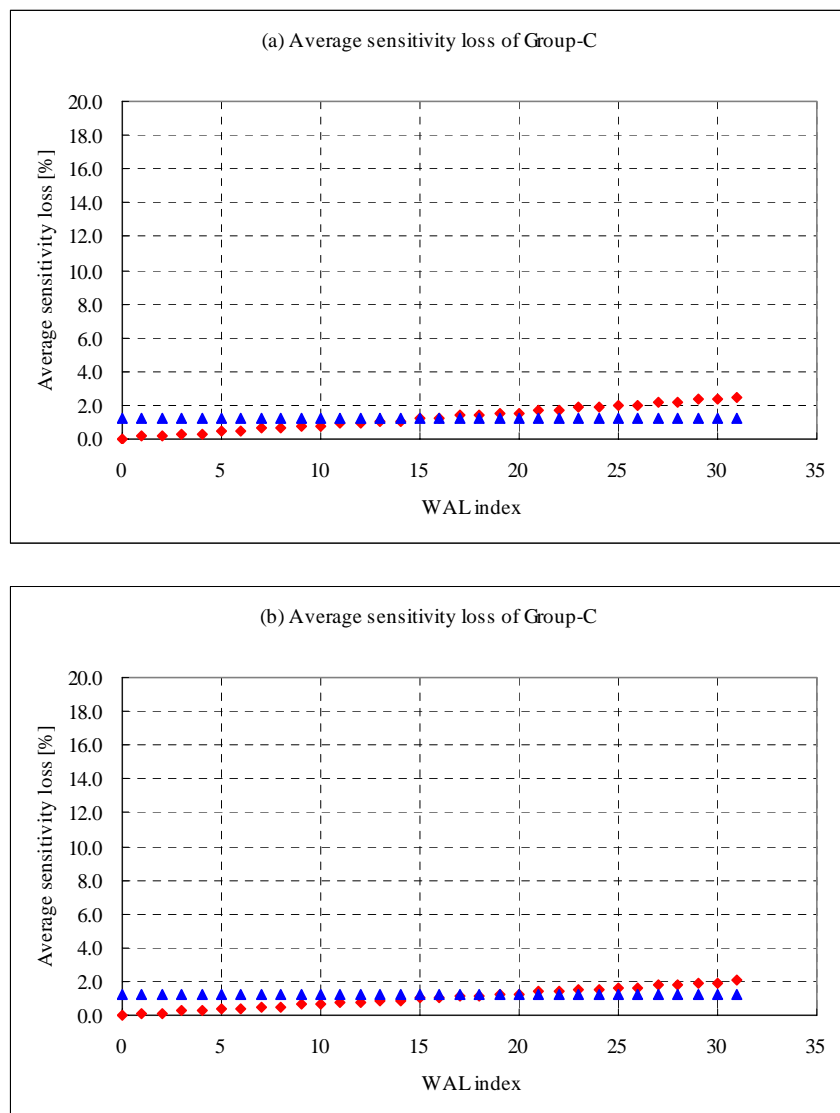 (a) Average sensitivity loss of Group-C
Average sensitivity loss [%]
20.0
18.0
16.0
14.0
12.0
10.0
8.0
6.0
4.0
2.0
0.0
0 5 10 15 20 25 30 35
WAL index
(b) Average sensitivity loss of Group-C
Average sensitivity loss [%]
20.0
18.0
16.0
14.0
12.0
10.0
8.0
6.0
4.0
2.0
0.0
0 5 10 15 20 25 30 35
WAL index